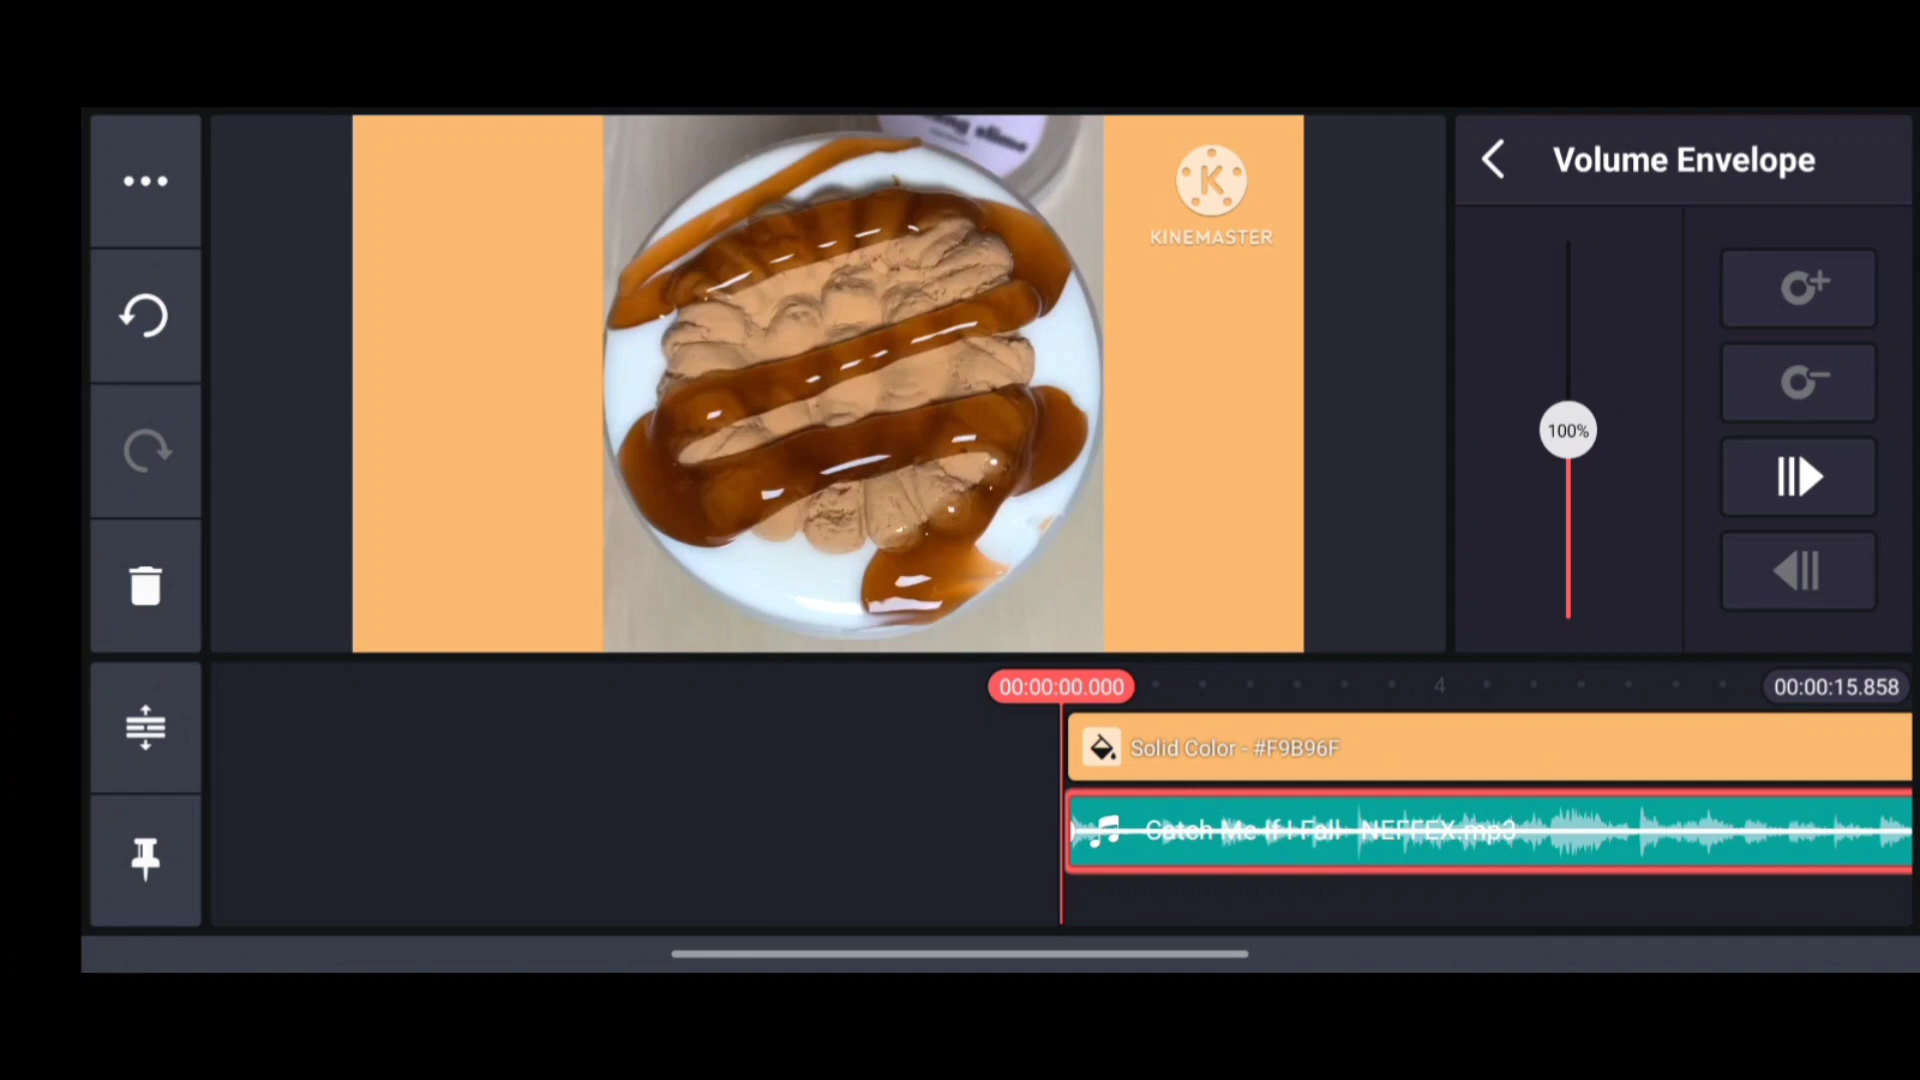 slime
KINEMASTER
Volume Envelope
100%
00:00:00.000
4
00:00:15.858
Solid Color - #F9B96F
Catch Me If I Fall - NEFFEX.mp3